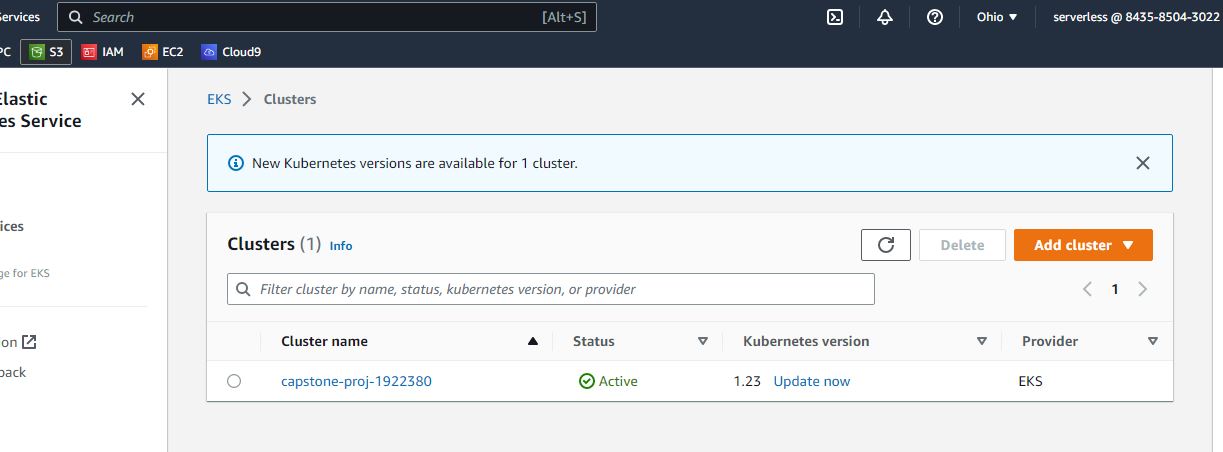 Services Search [Alt+S] Ohio serverless @ 8435-8504-3022
PC S3 IAM EC2 Cloud9
Elastic
es Service
ices
ge for EKS
on
back
EKS > Clusters
New Kubernetes versions are available for 1 cluster.
Clusters (1) Info Delete Add cluster
Filter cluster by name, status, kubernetes version, or provider 1
Cluster name Status Kubernetes version Provider
capstone-proj-1922380 Active 1.23 Update now EKS